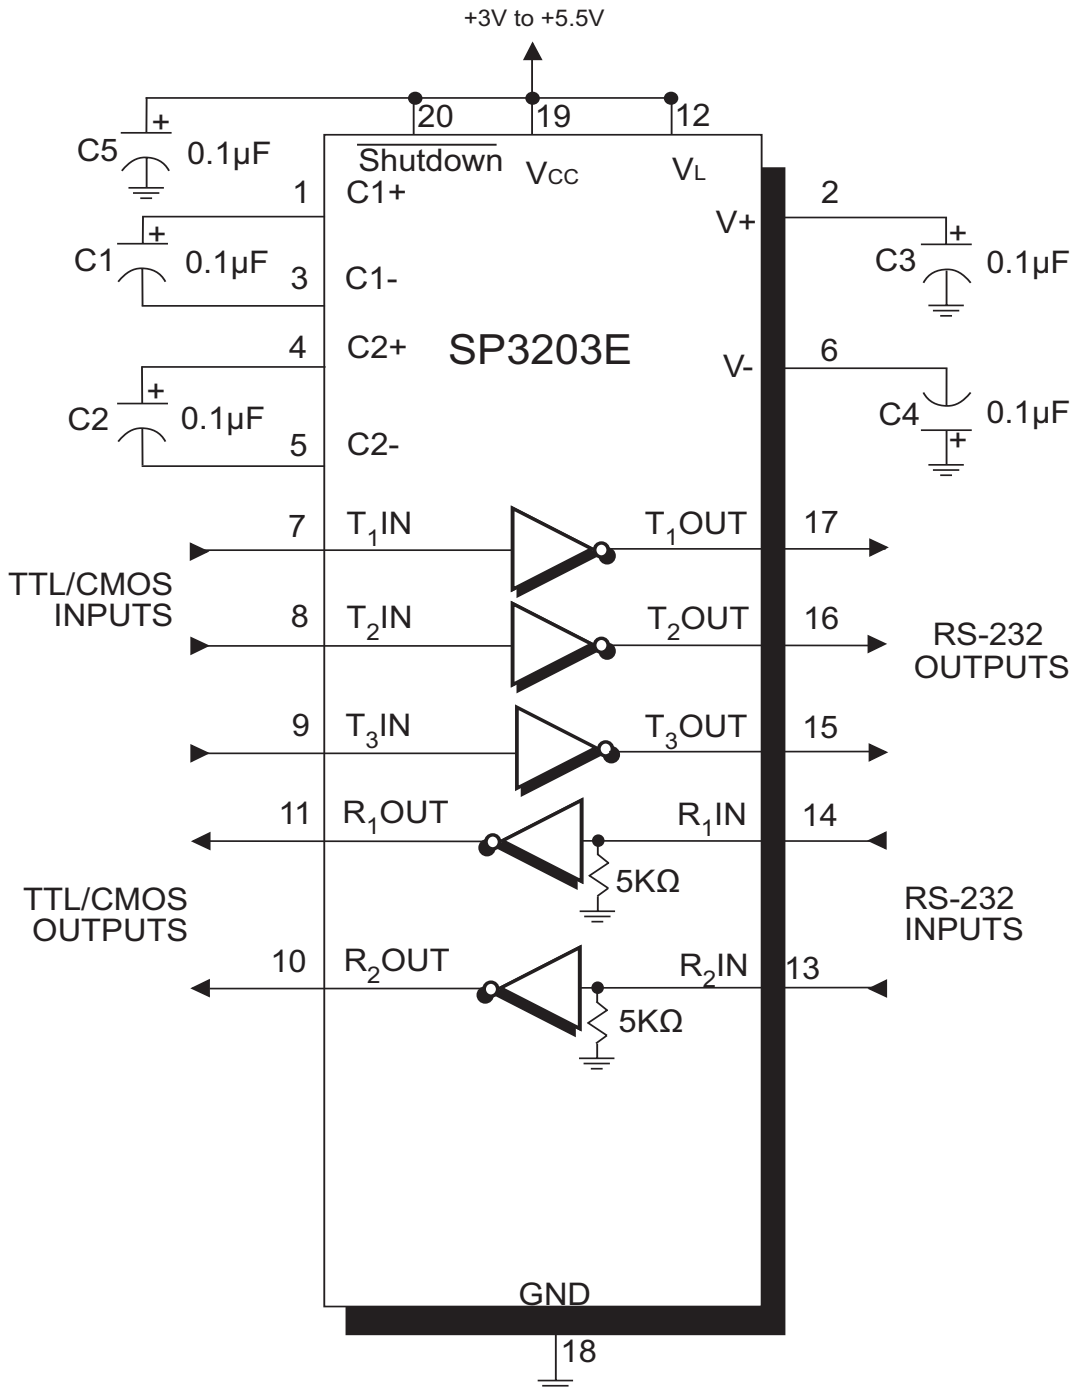 +3V to +5.5V
20
19
12
+
C5
0.1µF
Shutdown
VCC
VL
1
C1+
2
V+
+
C1
0.1µF
+
C3
0.1µF
3
C1-
4
C2+
SP3203E
6
V-
+
C2
0.1µF
C4
0.1µF
+
5
C2-
7
T1IN
T1OUT
17
TTL/CMOS
INPUTS
8
T2IN
T2OUT
16
RS-232
OUTPUTS
9
T3IN
T3OUT
15
11
R1OUT
R1IN
14
5KΩ
TTL/CMOS
OUTPUTS
RS-232
INPUTS
10
R2OUT
R2IN
13
5KΩ
GND
18